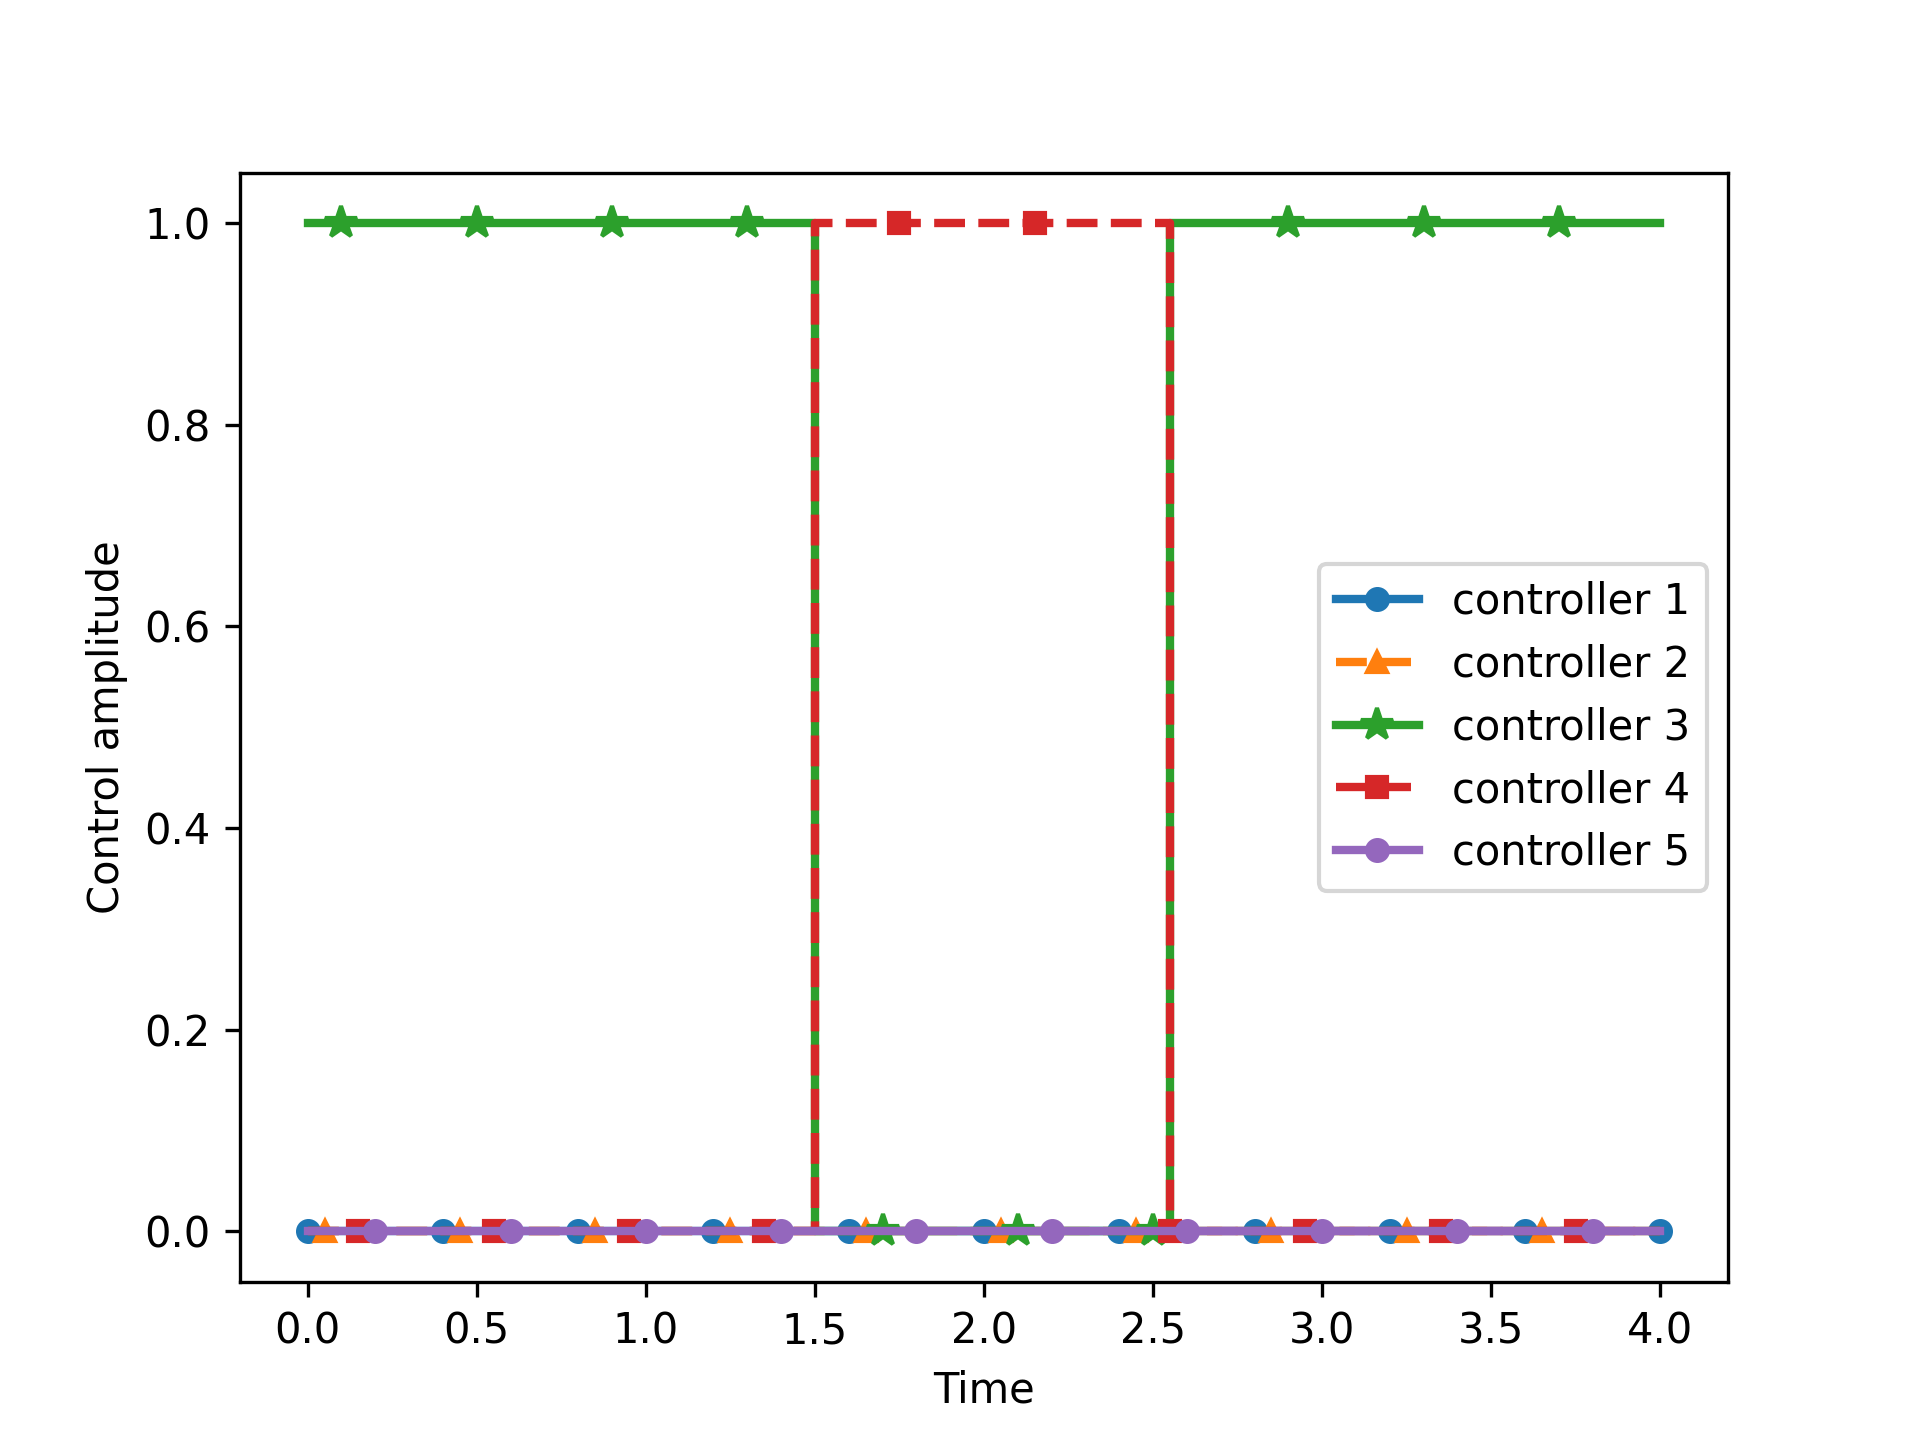 1.0
0.8
0.6
0.4
0.2
0.0
Control amplitude
controller 1
controller 2
controller 3
controller 4
controller 5
0.0 0.5 1.0 1.5 2.0 2.5 3.0 3.5 4.0
Time